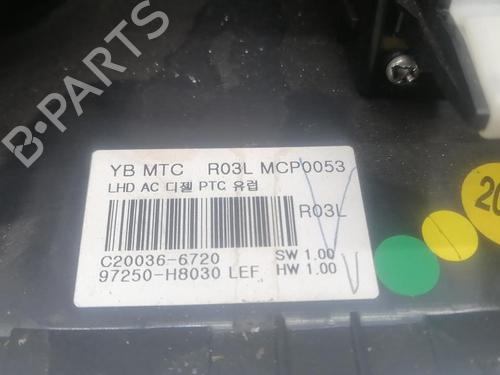 YB MTC R03L MCP0053
LHD AC 디젤 PTC 유럽
R03L
C20036-6720 SW 1.00
97250-H8030 LEF HW 1.00
20
B-PARTS